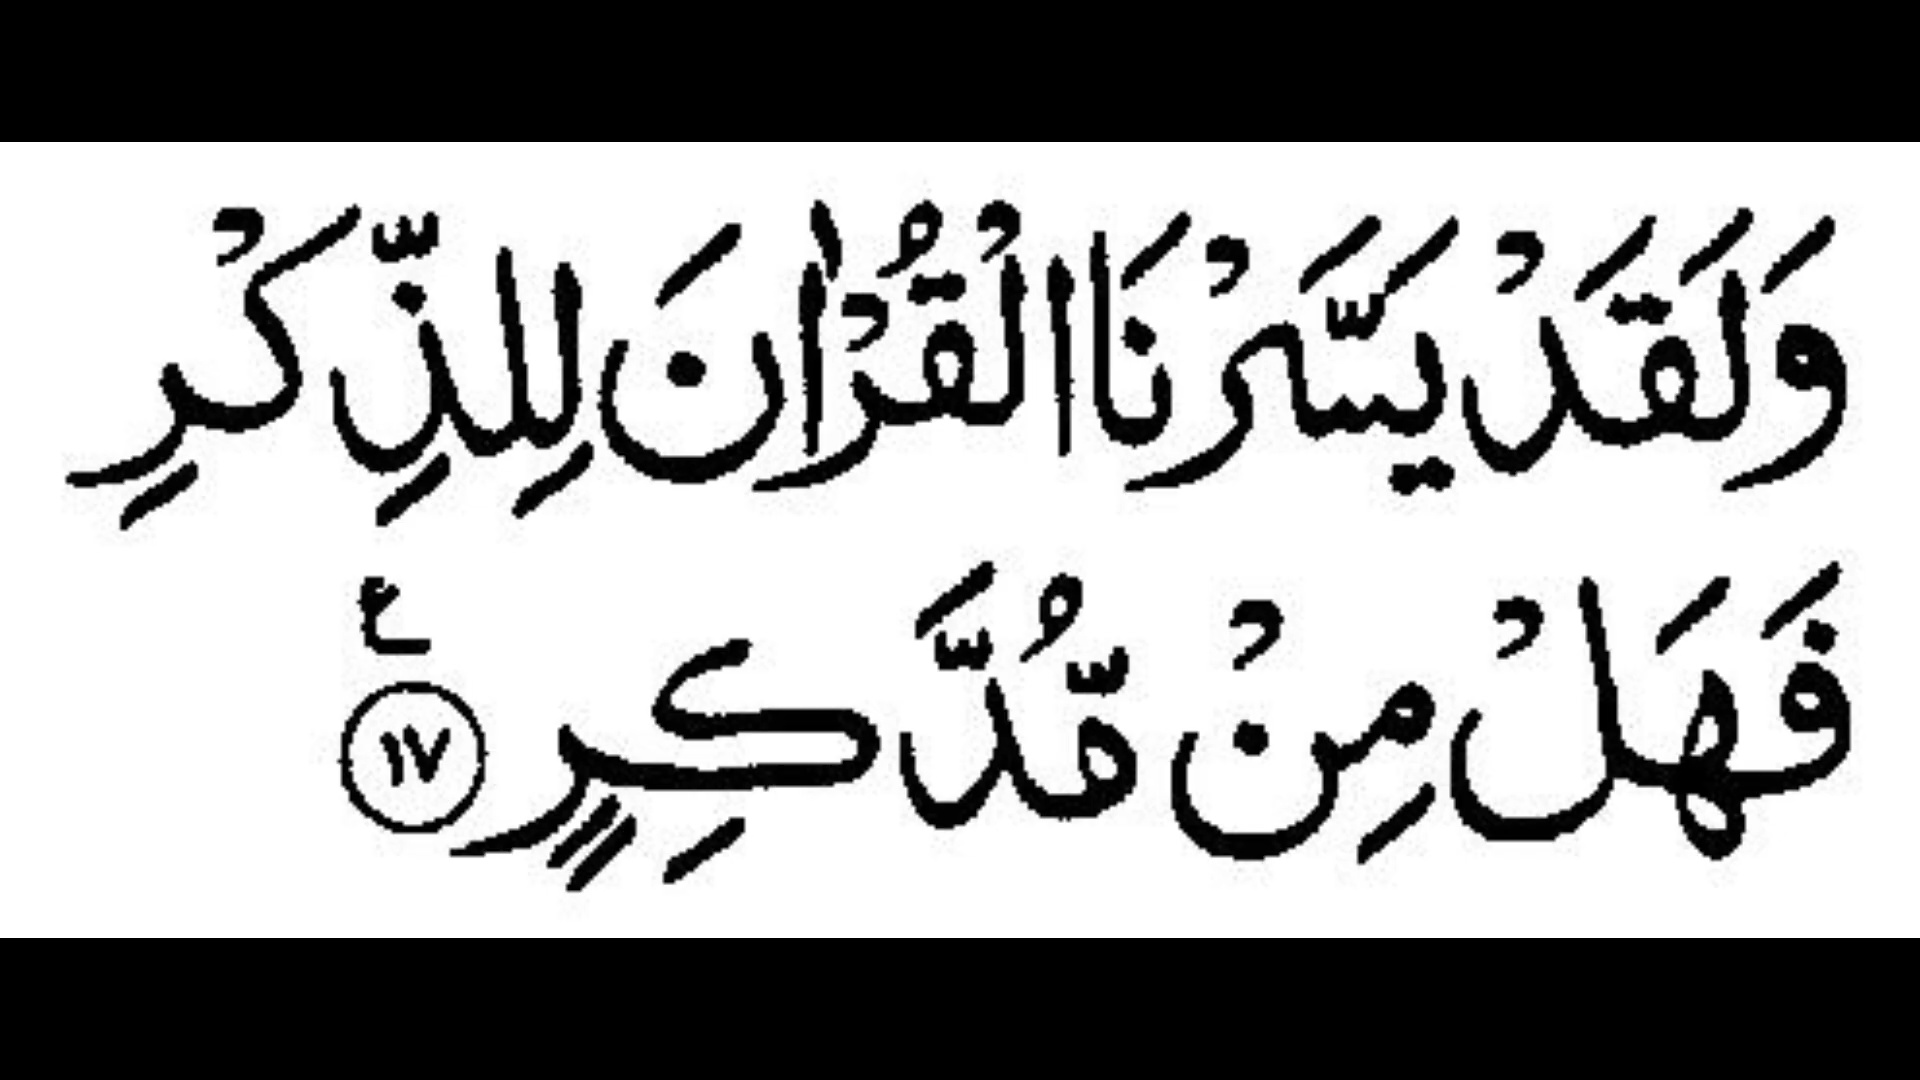 وَلَقَدْ يَسَّرْنَا الْقُرْاٰنَ لِلذِّكْرِ
فَهَلْ مِنْ مُّدَّكِرٍ ؏ ١٧